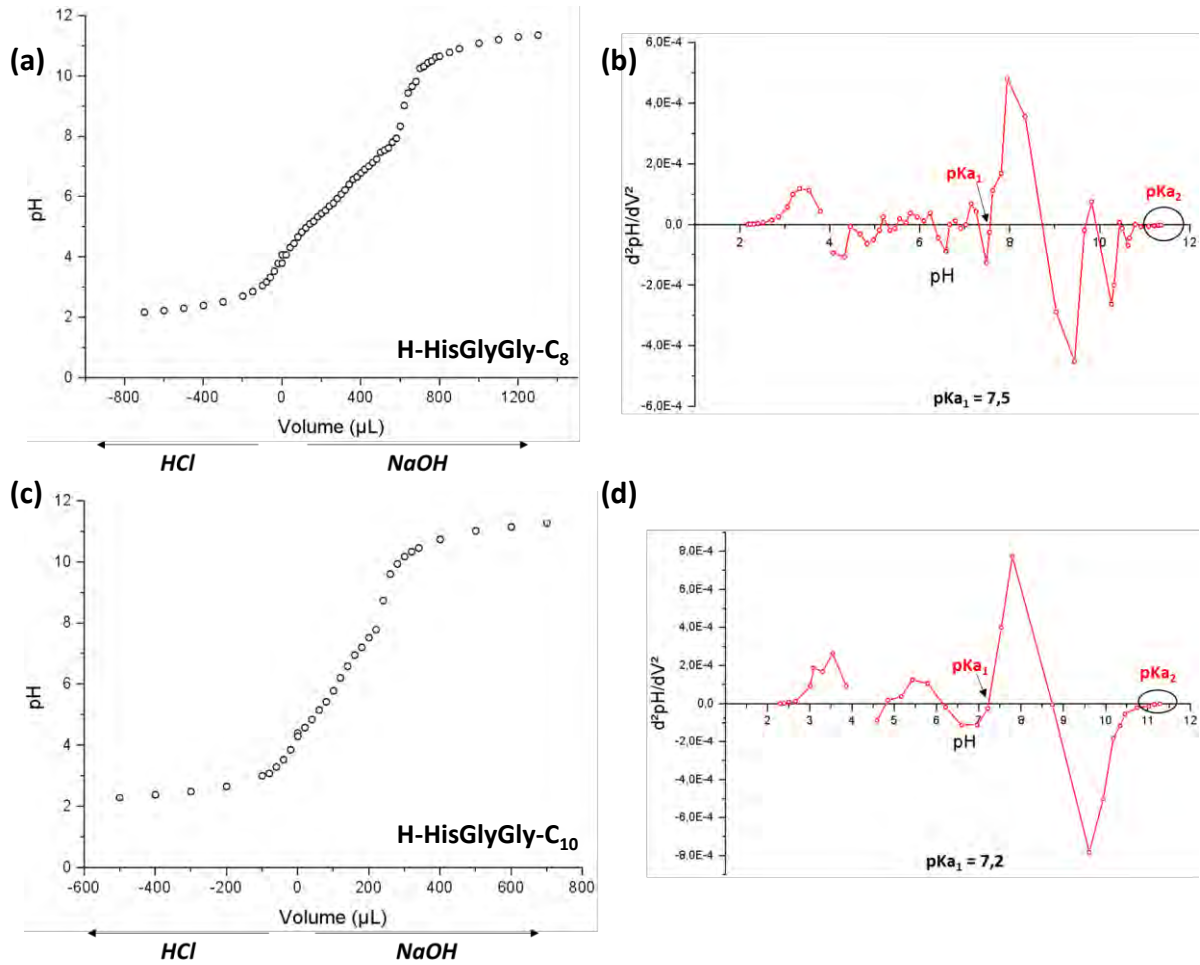 (a)
12
10
8
6
4
2
0
pH
-800 -400 0 400 800 1200
Volume (µL)
H-HisGlyGly-C₈
HCl NaOH
(b)
6,0E-4
4,0E-4
2,0E-4
0,0
-2,0E-4
-4,0E-4
-6,0E-4
d²pH/dV²
pKa₁
pKa₂
2 4 6 8 10 12
pH
pKa₁ = 7,5
(c)
12
10
8
6
4
2
0
pH
-600 -400 -200 0 200 400 600 800
Volume (µL)
H-HisGlyGly-C₁₀
HCl NaOH
(d)
8,0E-4
6,0E-4
4,0E-4
2,0E-4
0,0
-2,0E-4
-4,0E-4
-6,0E-4
-8,0E-4
d²pH/dV²
pKa₁
pKa₂
2 3 4 5 6 7 8 9 10 11 12
pH
pKa₁ = 7,2